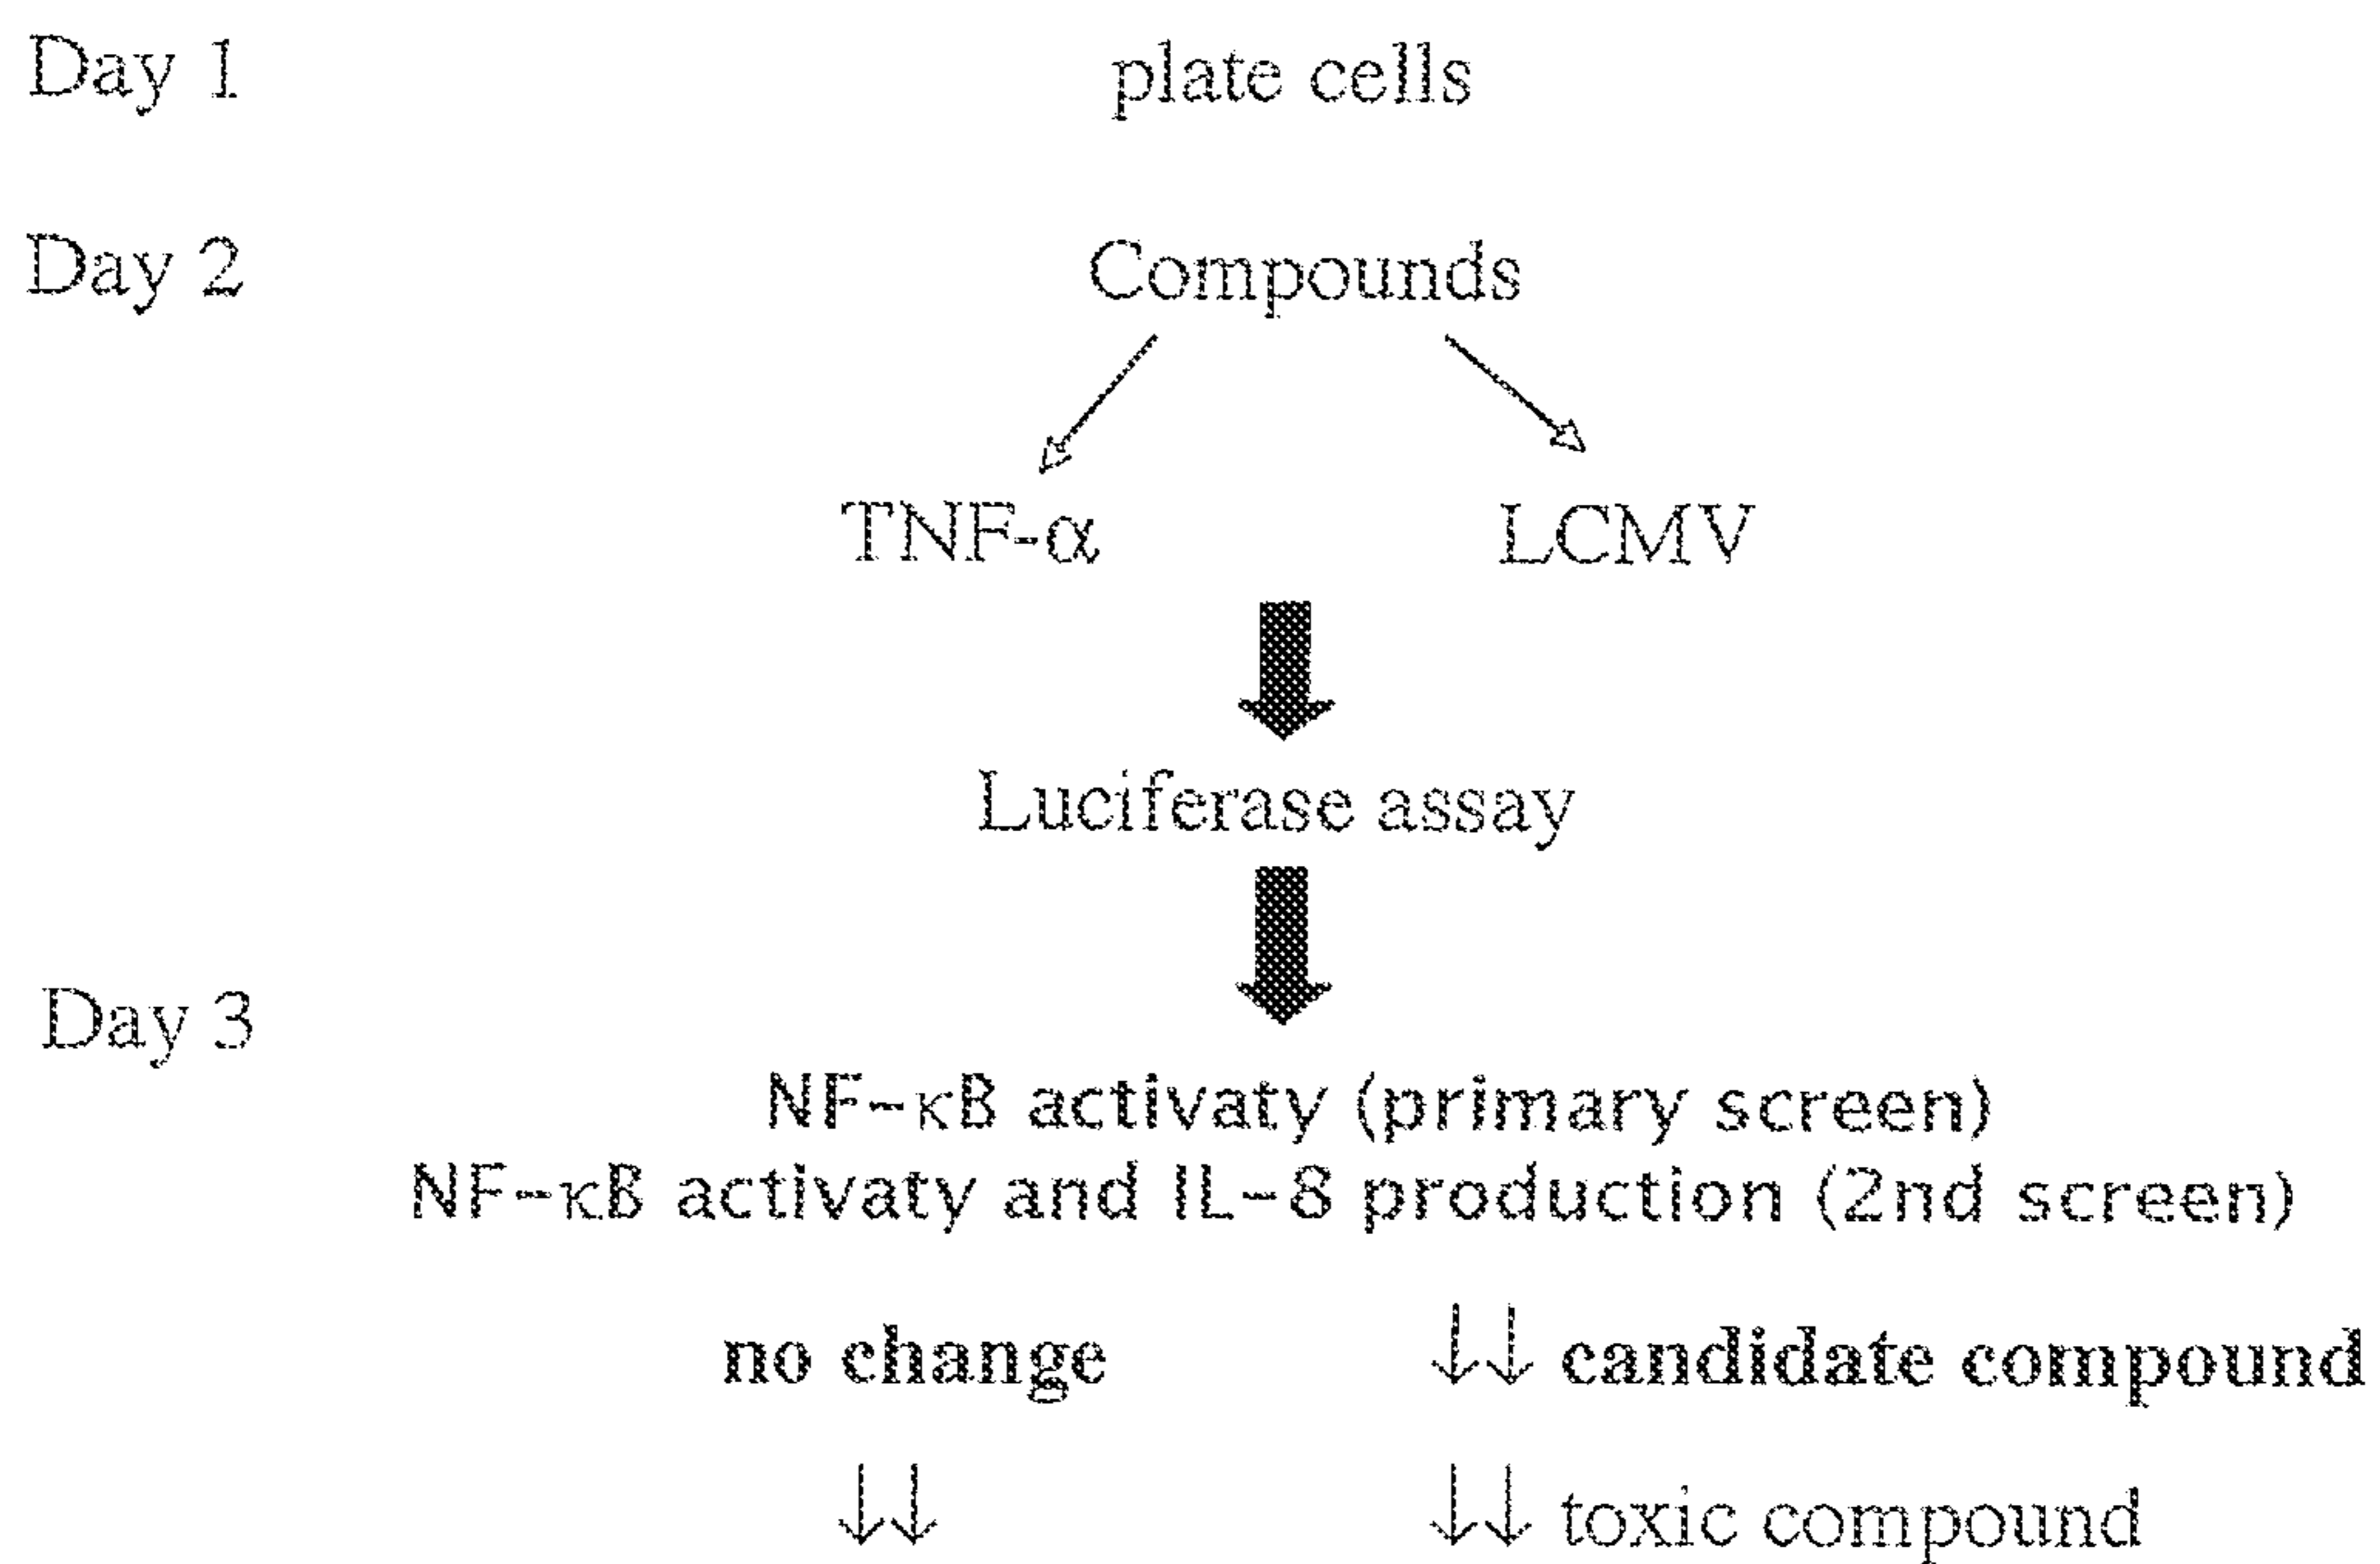 Day 1 plate cells
Day 2 Compounds
TNF-α LCMV
Luciferase assay
Day 3
NF-κB activaty (primary screen)
NF-κB activaty and IL-8 production (2nd screen)
no change ↓↓ candidate compound
↓↓ ↓↓ toxic compound